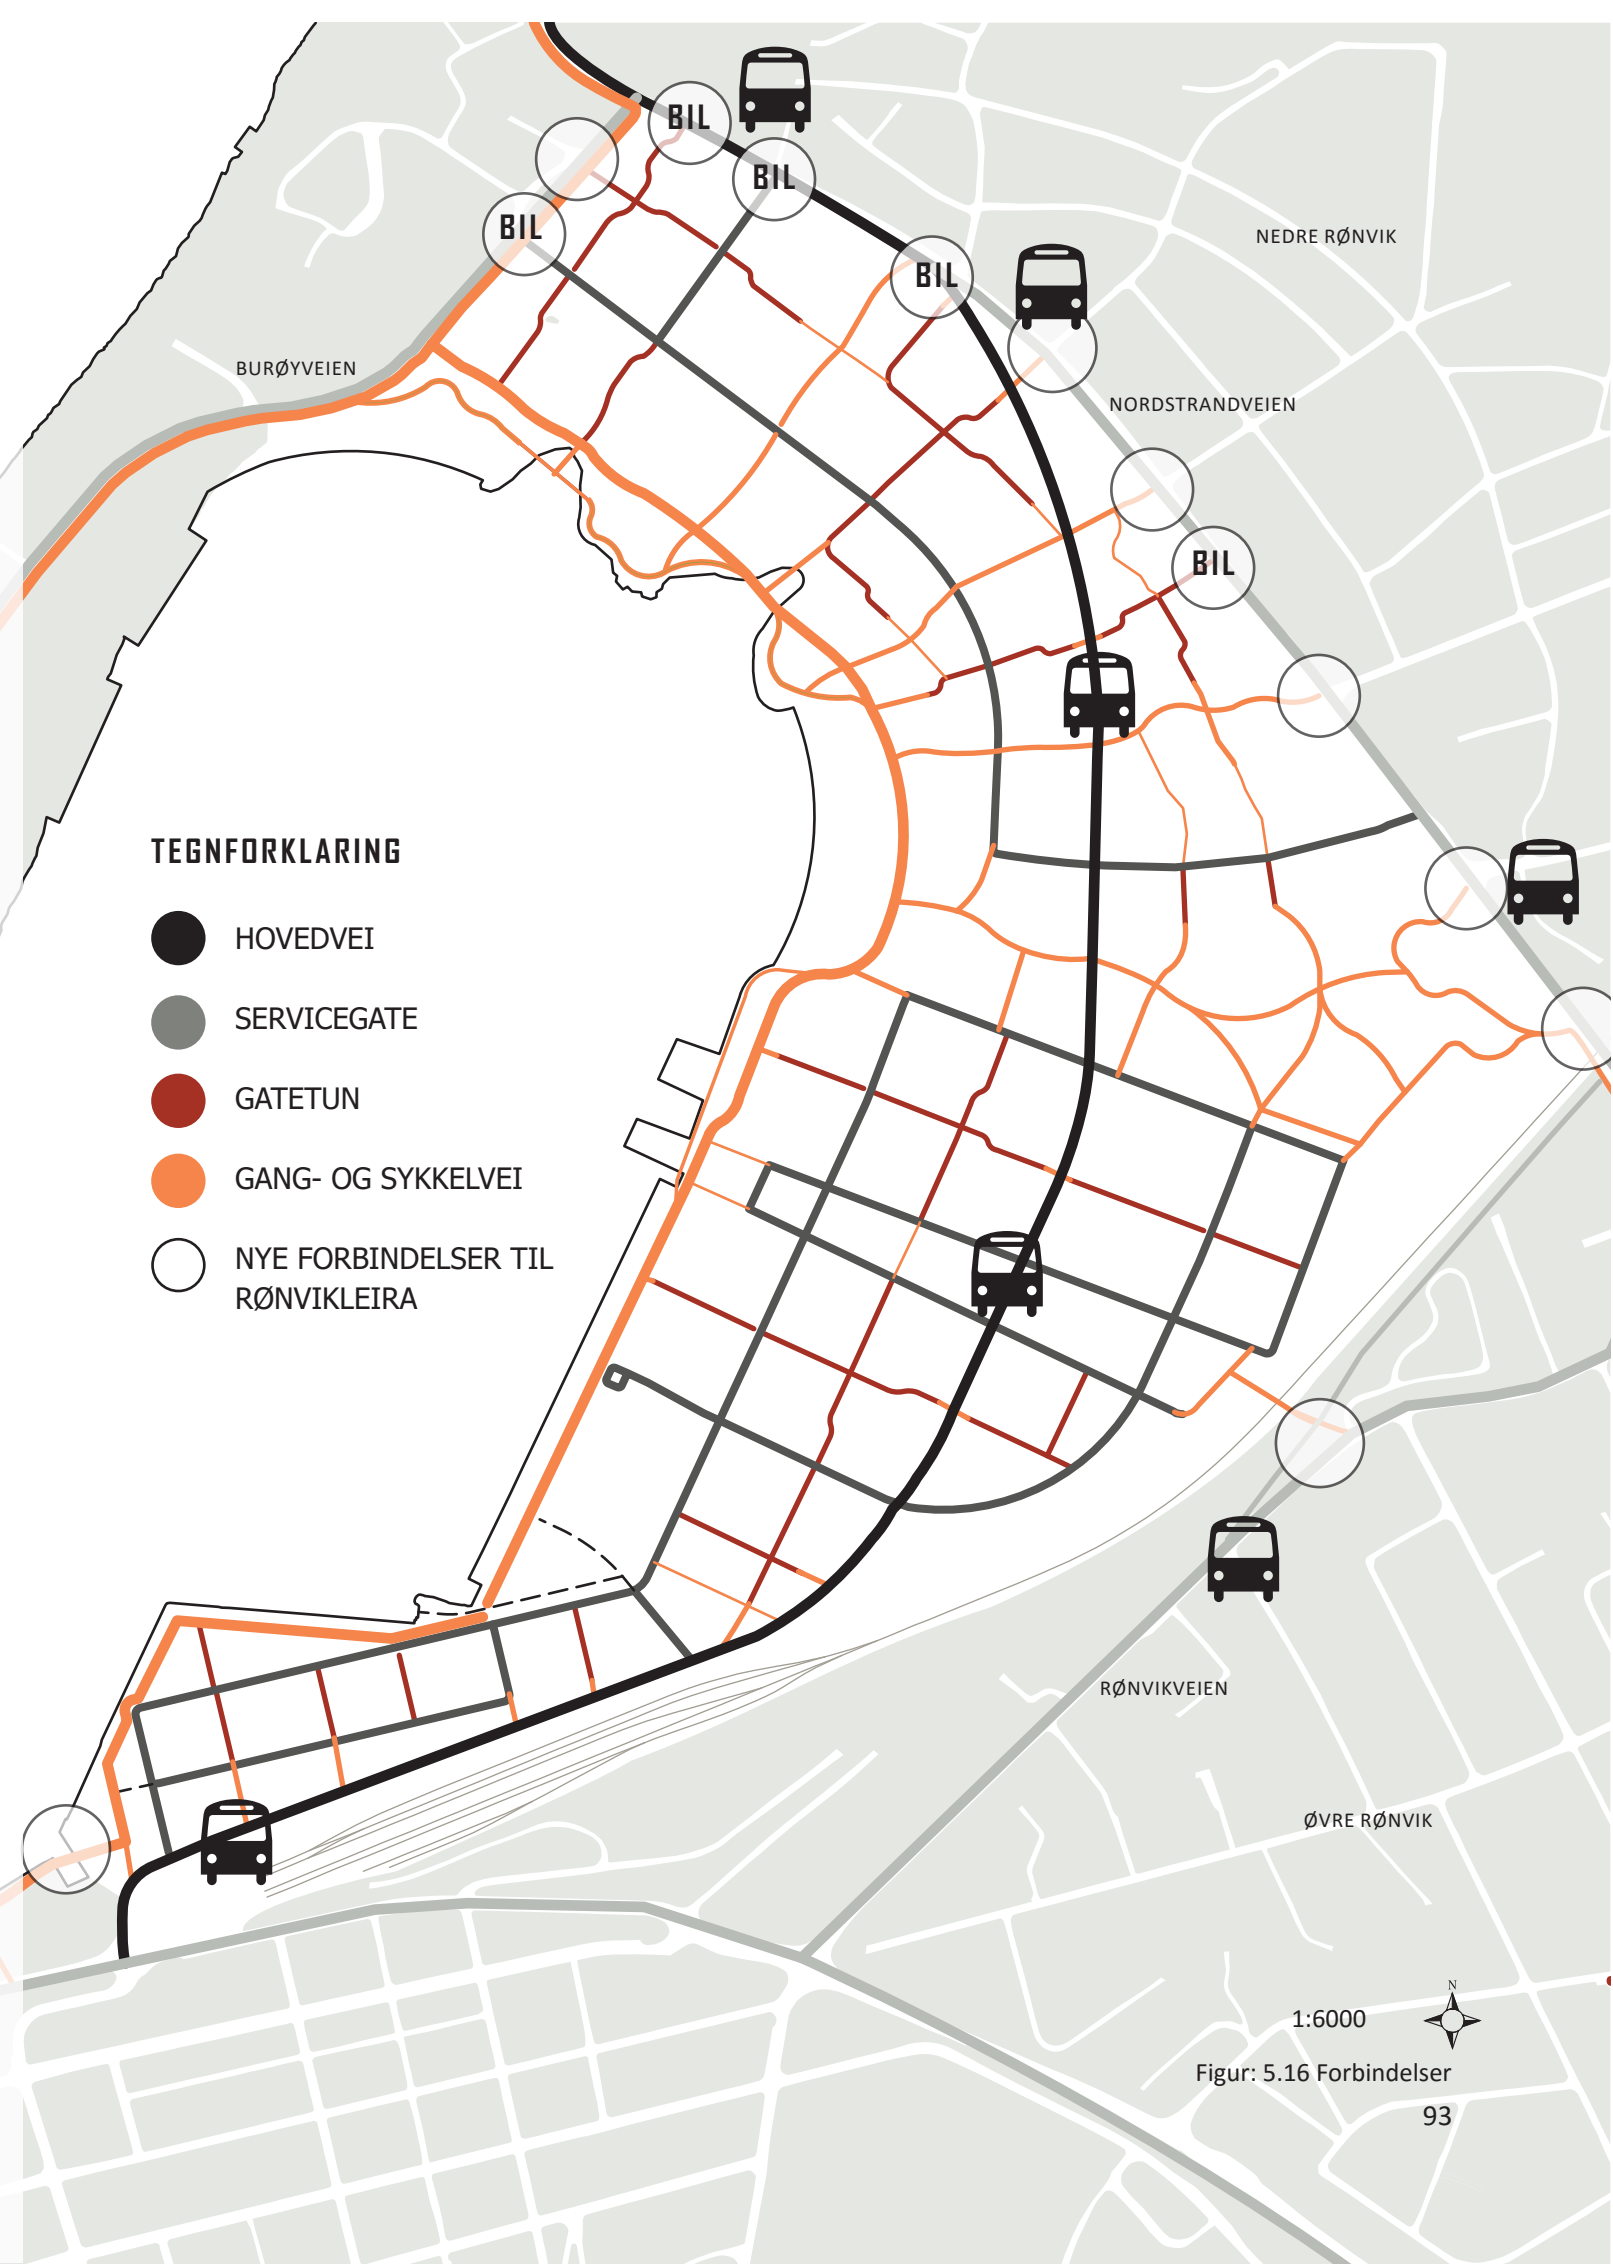 BIL
BIL
BIL
NEDRE RØNVIK
BIL
BURØYVEIEN
NORDSTRANDVEIEN
BIL
TEGNFORKLARING
HOVEDVEI
SERVICEGATE
GATETUN
GANG- OG SYKKELVEI
NYE FORBINDELSER TIL
RØNVIKLEIRA
RØNVIKVEIEN
ØVRE RØNVIK
N
1:6000
Figur: 5.16 Forbindelser
93